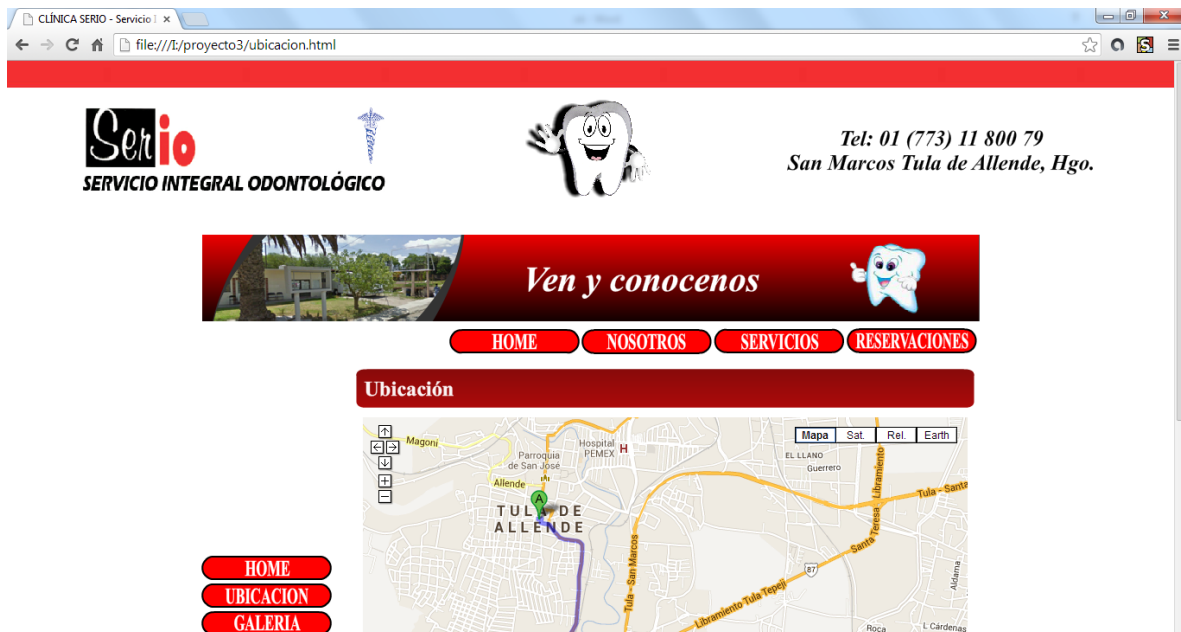 CLÍNICA SERIO - Servicio I
file:///I:/proyecto3/ubicacion.html
Serio
SERVICIO INTEGRAL ODONTOLÓGICO
Tel: 01 (773) 11 800 79
San Marcos Tula de Allende, Hgo.
Ven y conocenos
HOME NOSOTROS SERVICIOS RESERVACIONES
Ubicación
Mapa Sat. Rel. Earth
Magoni
Hospital
PEMEX H
Parroquia
de San José
EL LLANO
Guerrero
Allende
A
TULA DE
ALLENDE
Tula - Santa
Santa Teresa - Libramiento
Tula - San Marcos
87
Libramiento Tula Tepeji
Aldama
Roca
L Cárdenas
HOME
UBICACION
GALERIA